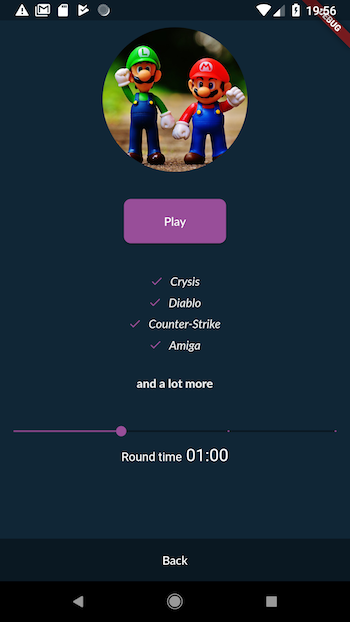 19:56
DEBUG
Play
Crysis
Diablo
Counter-Strike
Amiga
and a lot more
Round time 01:00
Back